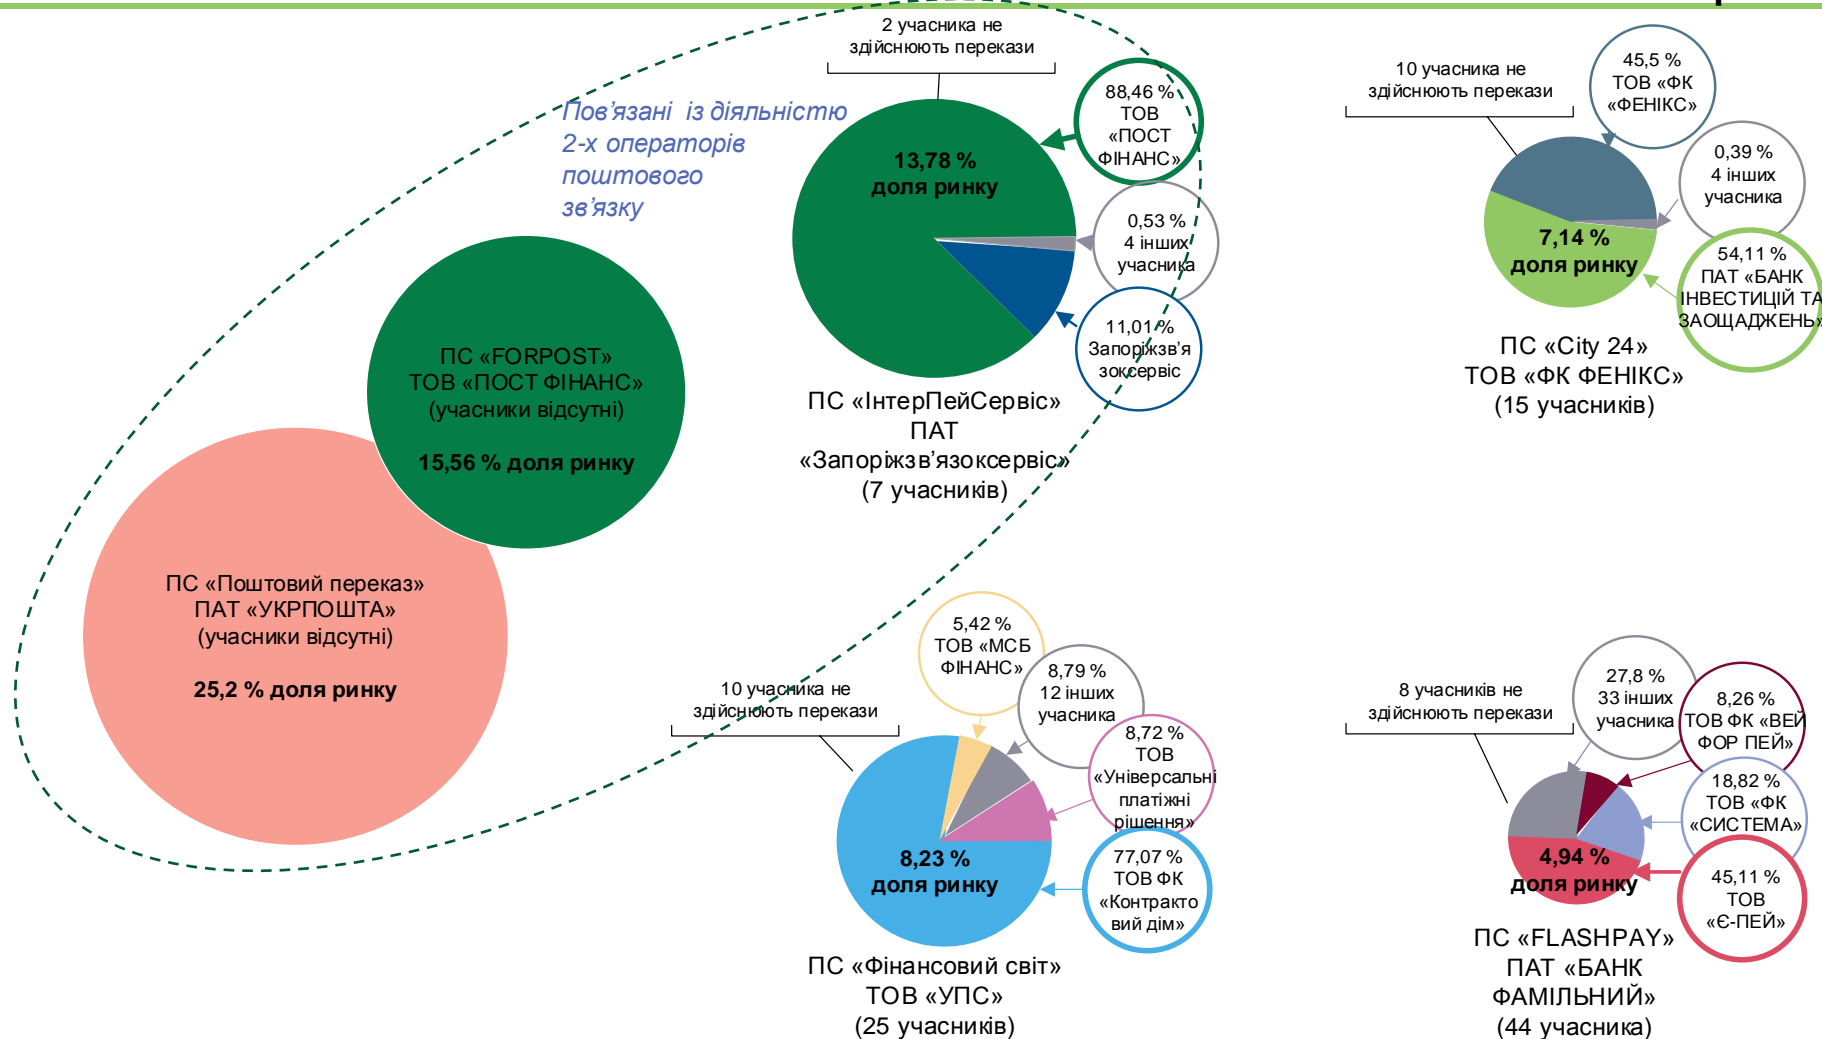 2 учасника не
здійснюють перекази
88,46 %
ТОВ
«ПОСТ
ФІНАНС»
13,78 %
доля ринку
0,53 %
4 інших
учасника
11,01 %
Запоріжзв’я
зоксервіс
ПС «ІнтерПейСервіс»
ПАТ
«Запоріжзв’язоксервіс»
(7 учасників)
Пов’язані із діяльністю
2-х операторів
поштового
зв’язку
ПС «FORPOST»
ТОВ «ПОСТ ФІНАНС»
(учасники відсутні)
15,56 % доля ринку
ПС «Поштовий переказ»
ПАТ «УКРПОШТА»
(учасники відсутні)
25,2 % доля ринку
10 учасника не
здійснюють перекази
45,5 %
ТОВ «ФК
«ФЕНІКС»
0,39 %
4 інших
учасника
7,14 %
доля ринку
54,11 %
ПАТ «БАНК
ІНВЕСТИЦІЙ ТА
ЗАОЩАДЖЕНЬ»
ПС «City 24»
ТОВ «ФК ФЕНІКС»
(15 учасників)
10 учасника не
здійснюють перекази
5,42 %
ТОВ «МСБ
ФІНАНС»
8,79 %
12 інших
учасника
8,72 %
ТОВ
«Універсальні
платіжні
рішення»
8,23 %
доля ринку
77,07 %
ТОВ ФК
«Контракто
вий дім»
ПС «Фінансовий світ»
ТОВ «УПС»
(25 учасників)
8 учасників не
здійснюють перекази
27,8 %
33 інших
учасника
8,26 %
ТОВ ФК «ВЕЙ
ФОР ПЕЙ»
18,82 %
ТОВ «ФК
«СИСТЕМА»
4,94 %
доля ринку
45,11 %
ТОВ
«Є-ПЕЙ»
ПС «FLASHPAY»
ПАТ «БАНК
ФАМІЛЬНИЙ»
(44 учасника)